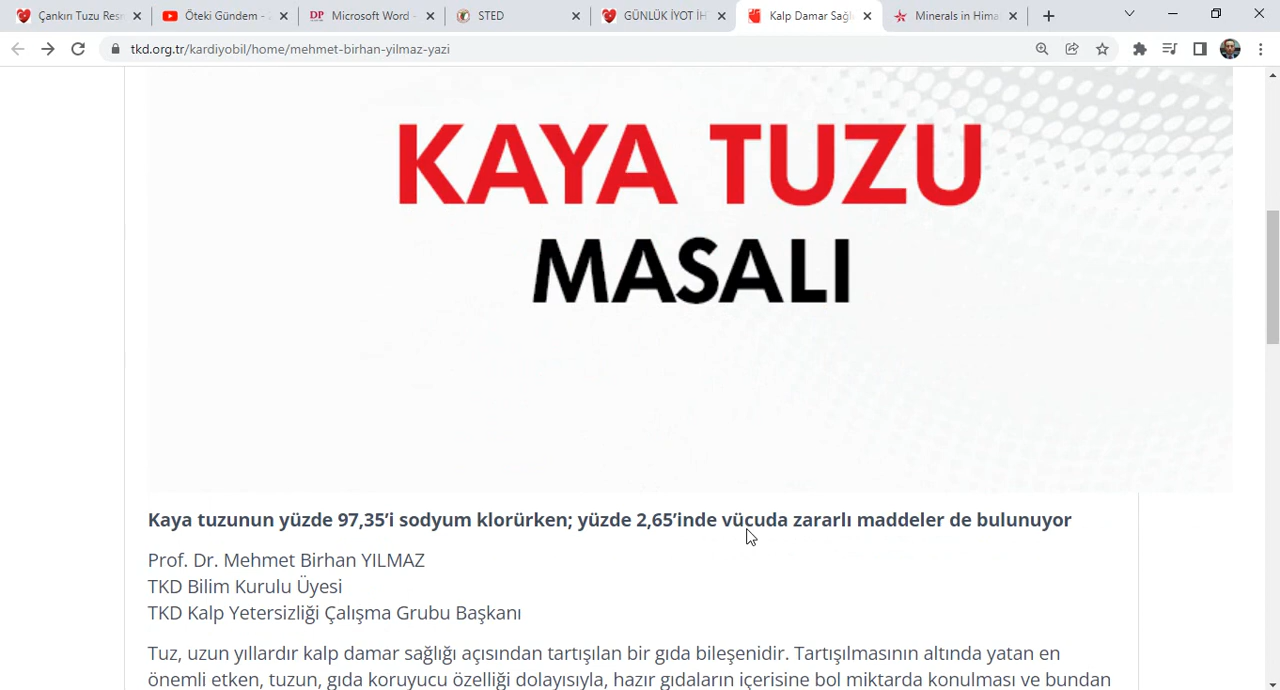 Çankırı Tuzu Resm
Öteki Gündem -
DP Microsoft Word -
STED
GÜNLÜK İYOT İH
Kalp Damar Sağl
Minerals in Hima
tkd.org.tr/kardiyobil/home/mehmet-birhan-yilmaz-yazi
KAYA TUZU
MASALI
Kaya tuzunun yüzde 97,35’i sodyum klorürken; yüzde 2,65’inde vücuda zararlı maddeler de bulunuyor
Prof. Dr. Mehmet Birhan YILMAZ
TKD Bilim Kurulu Üyesi
TKD Kalp Yetersizliği Çalışma Grubu Başkanı
Tuz, uzun yıllardır kalp damar sağlığı açısından tartışılan bir gıda bileşenidir. Tartışılmasının altında yatan en
önemli etken, tuzun, gıda koruyucu özelliği dolayısıyla, hazır gıdaların içerisine bol miktarda konulması ve bundan